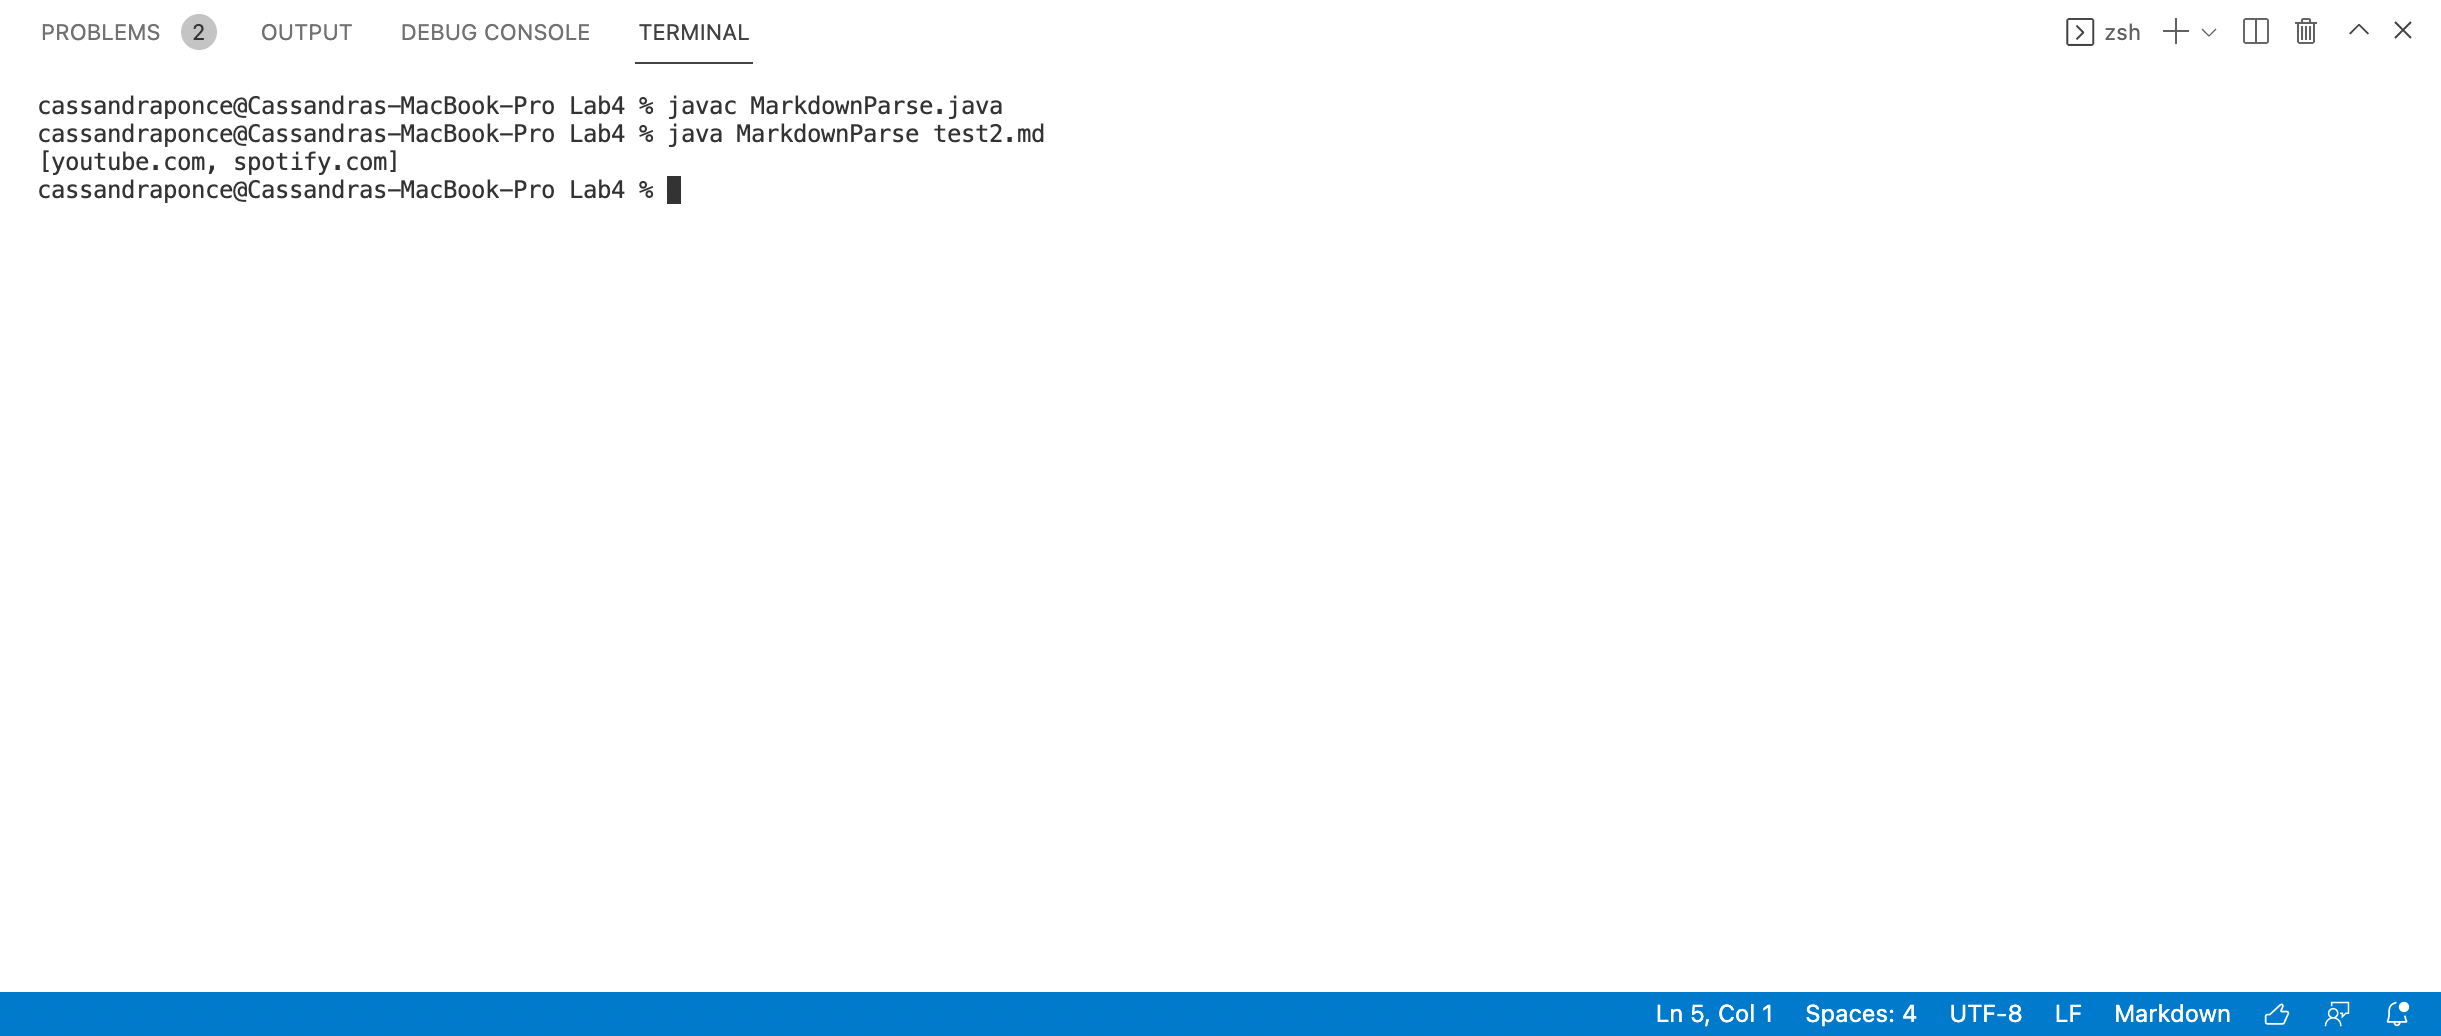 PROBLEMS 2 OUTPUT DEBUG CONSOLE TERMINAL zsh
cassandraponce@Cassandras-MacBook-Pro Lab4 % javac MarkdownParse.java
cassandraponce@Cassandras-MacBook-Pro Lab4 % java MarkdownParse test2.md
[youtube.com, spotify.com]
cassandraponce@Cassandras-MacBook-Pro Lab4 %
Ln 5, Col 1 Spaces: 4 UTF-8 LF Markdown